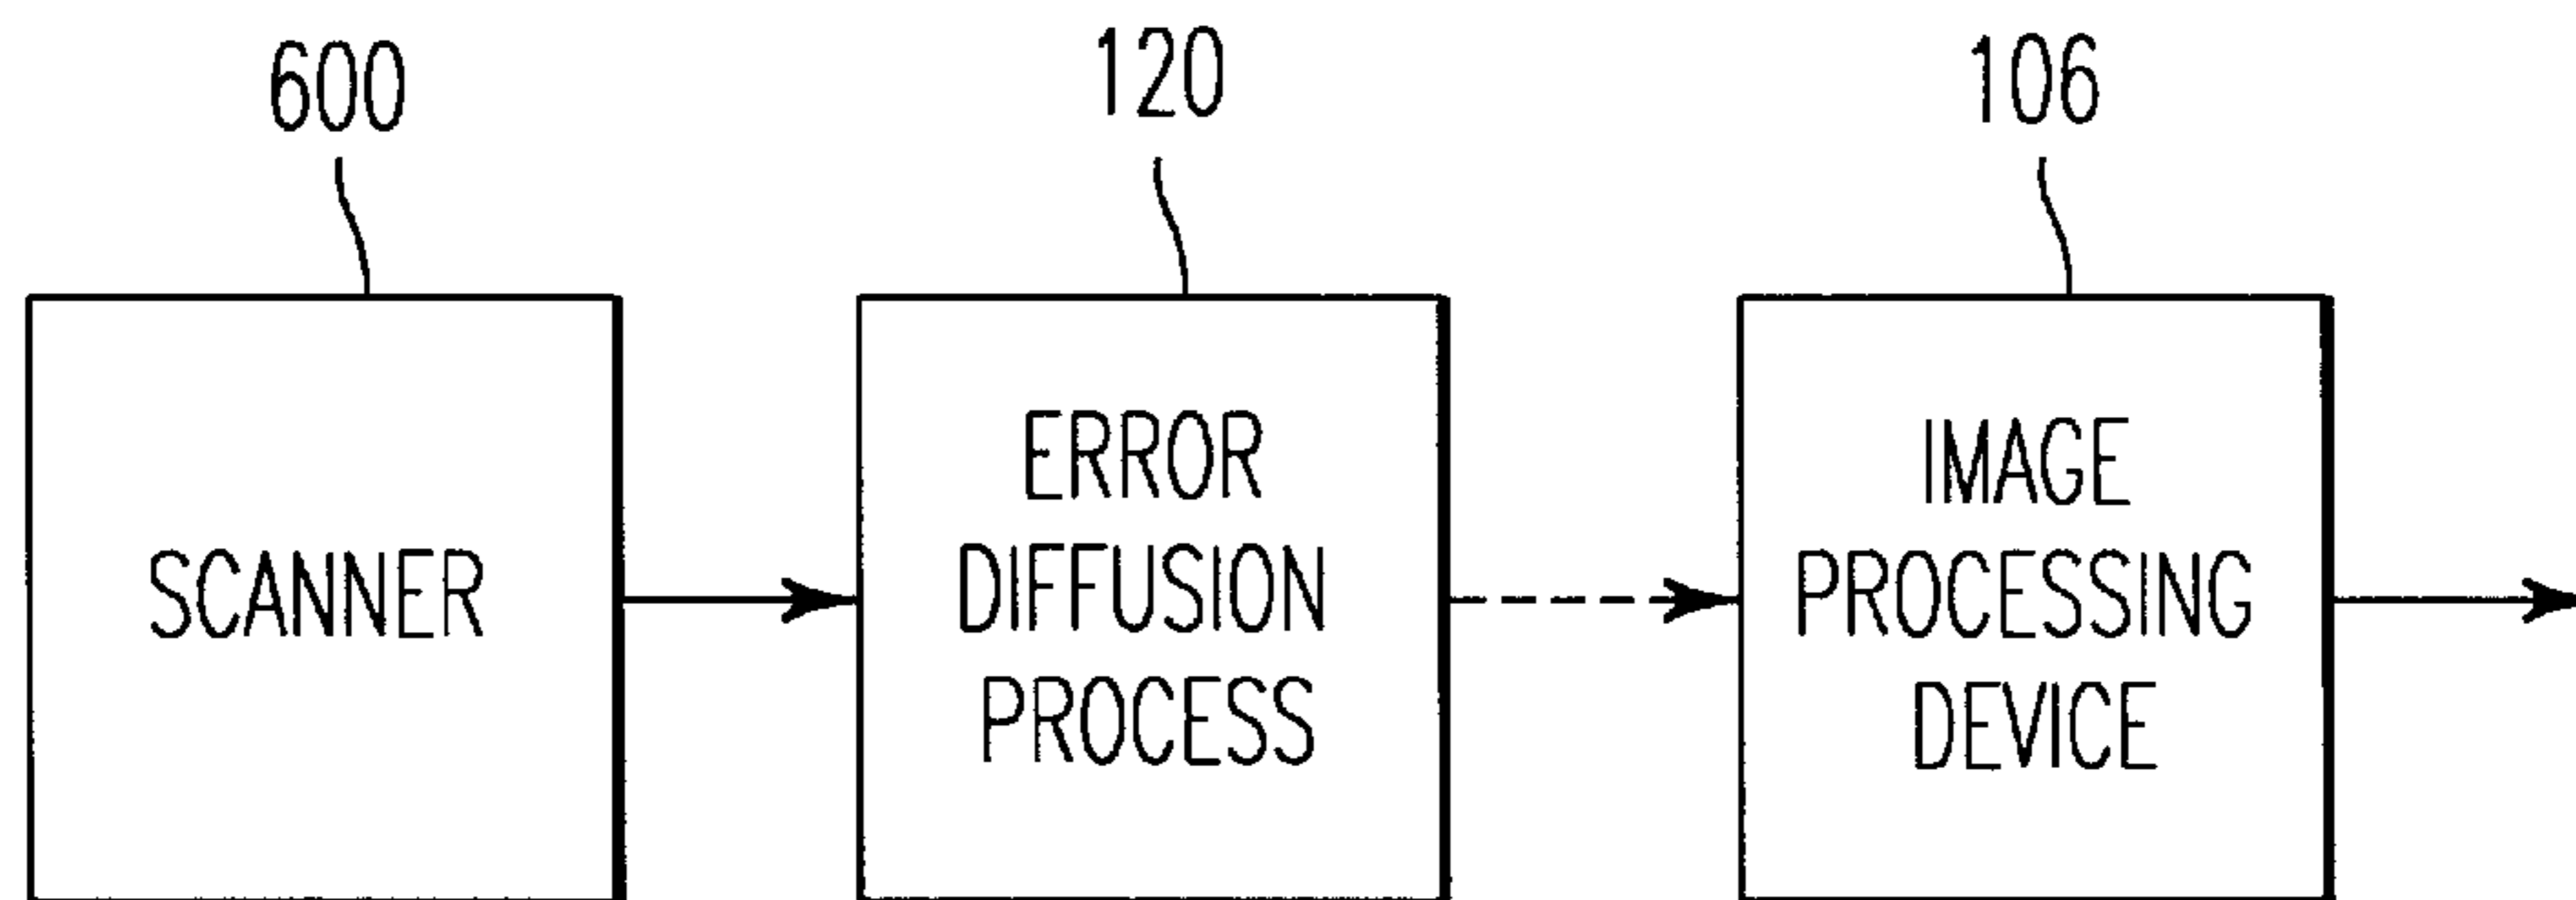 600
120
106
SCANNER
ERROR
DIFFUSION
PROCESS
IMAGE
PROCESSING
DEVICE